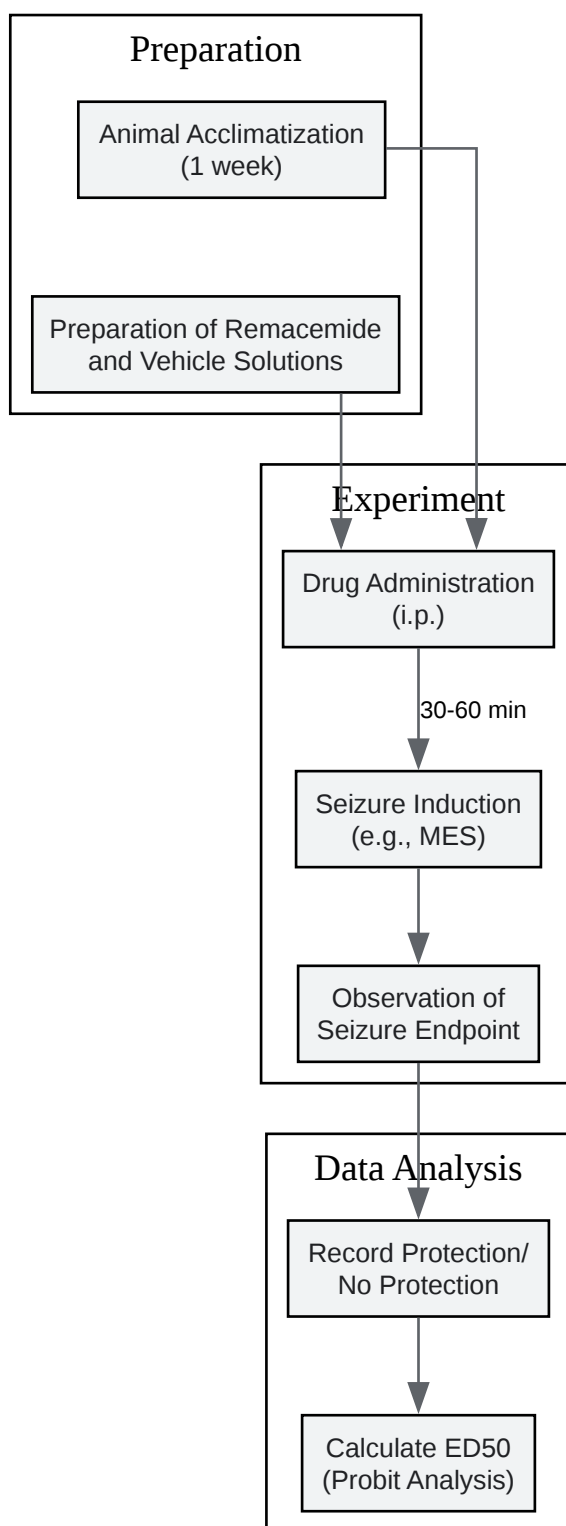 Preparation
Animal Acclimatization
(1 week)
Preparation of Remacemide
and Vehicle Solutions
Experiment
Drug Administration
(i.p.)
30-60 min
Seizure Induction
(e.g., MES)
Observation of
Seizure Endpoint
Data Analysis
Record Protection/
No Protection
Calculate ED50
(Probit Analysis)